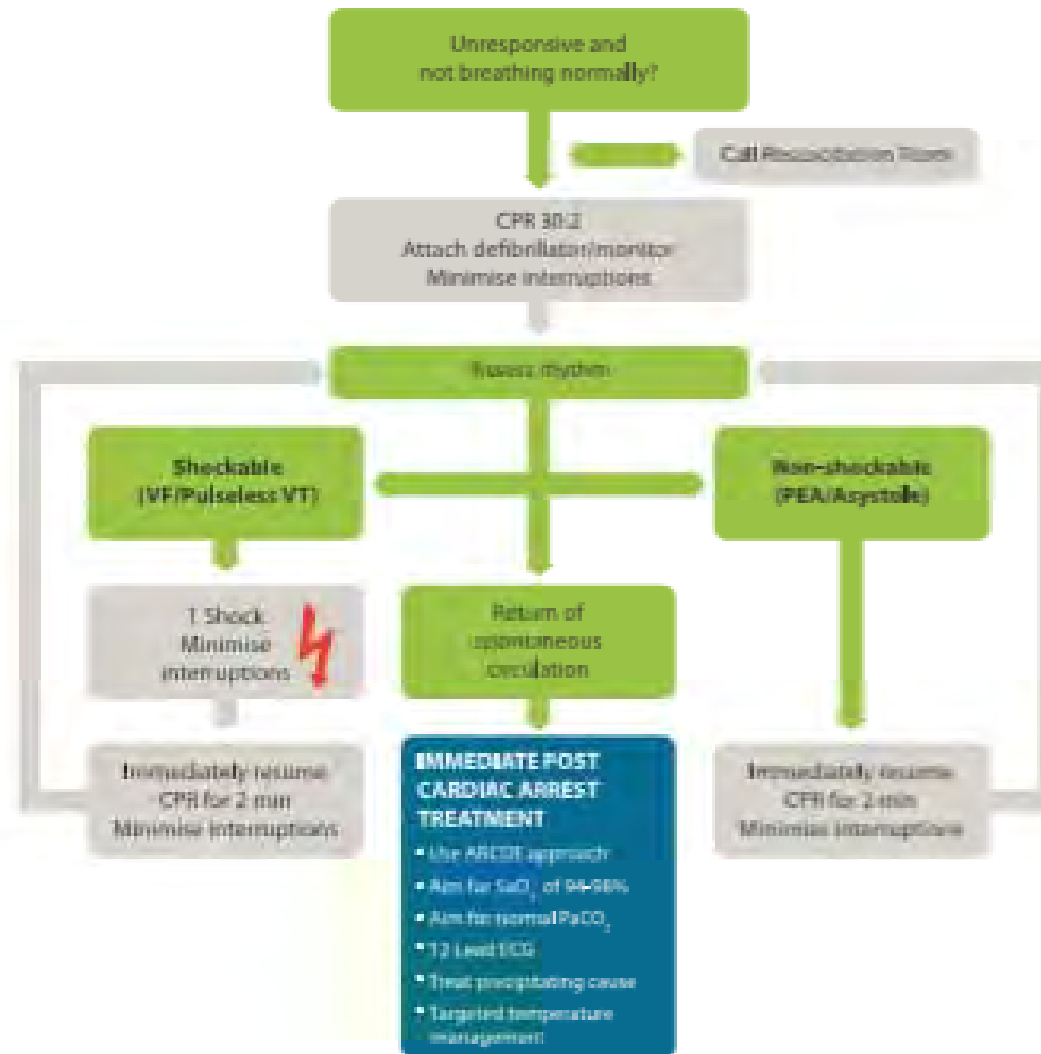 Unresponsive and
not breathing normally?
Call Resuscitation Team
CPR 30:2
Attach defibrillator/monitor
Minimise interruptions
Assess rhythm
Shockable
(VF/Pulseless VT)
Non-shockable
(PEA/Asystole)
1 Shock
Minimise
interruptions
Return of
spontaneous
circulation
Immediately resume
CPR for 2 min
Minimise interruptions
IMMEDIATE POST
CARDIAC ARREST
TREATMENT
• Use ABCDE approach
• Aim for SaO2 of 94-98%
• Aim for normal PaCO2
• 12 Lead ECG
• Treat precipitating cause
• Targeted temperature
management
Immediately resume
CPR for 2 min
Minimise interruptions